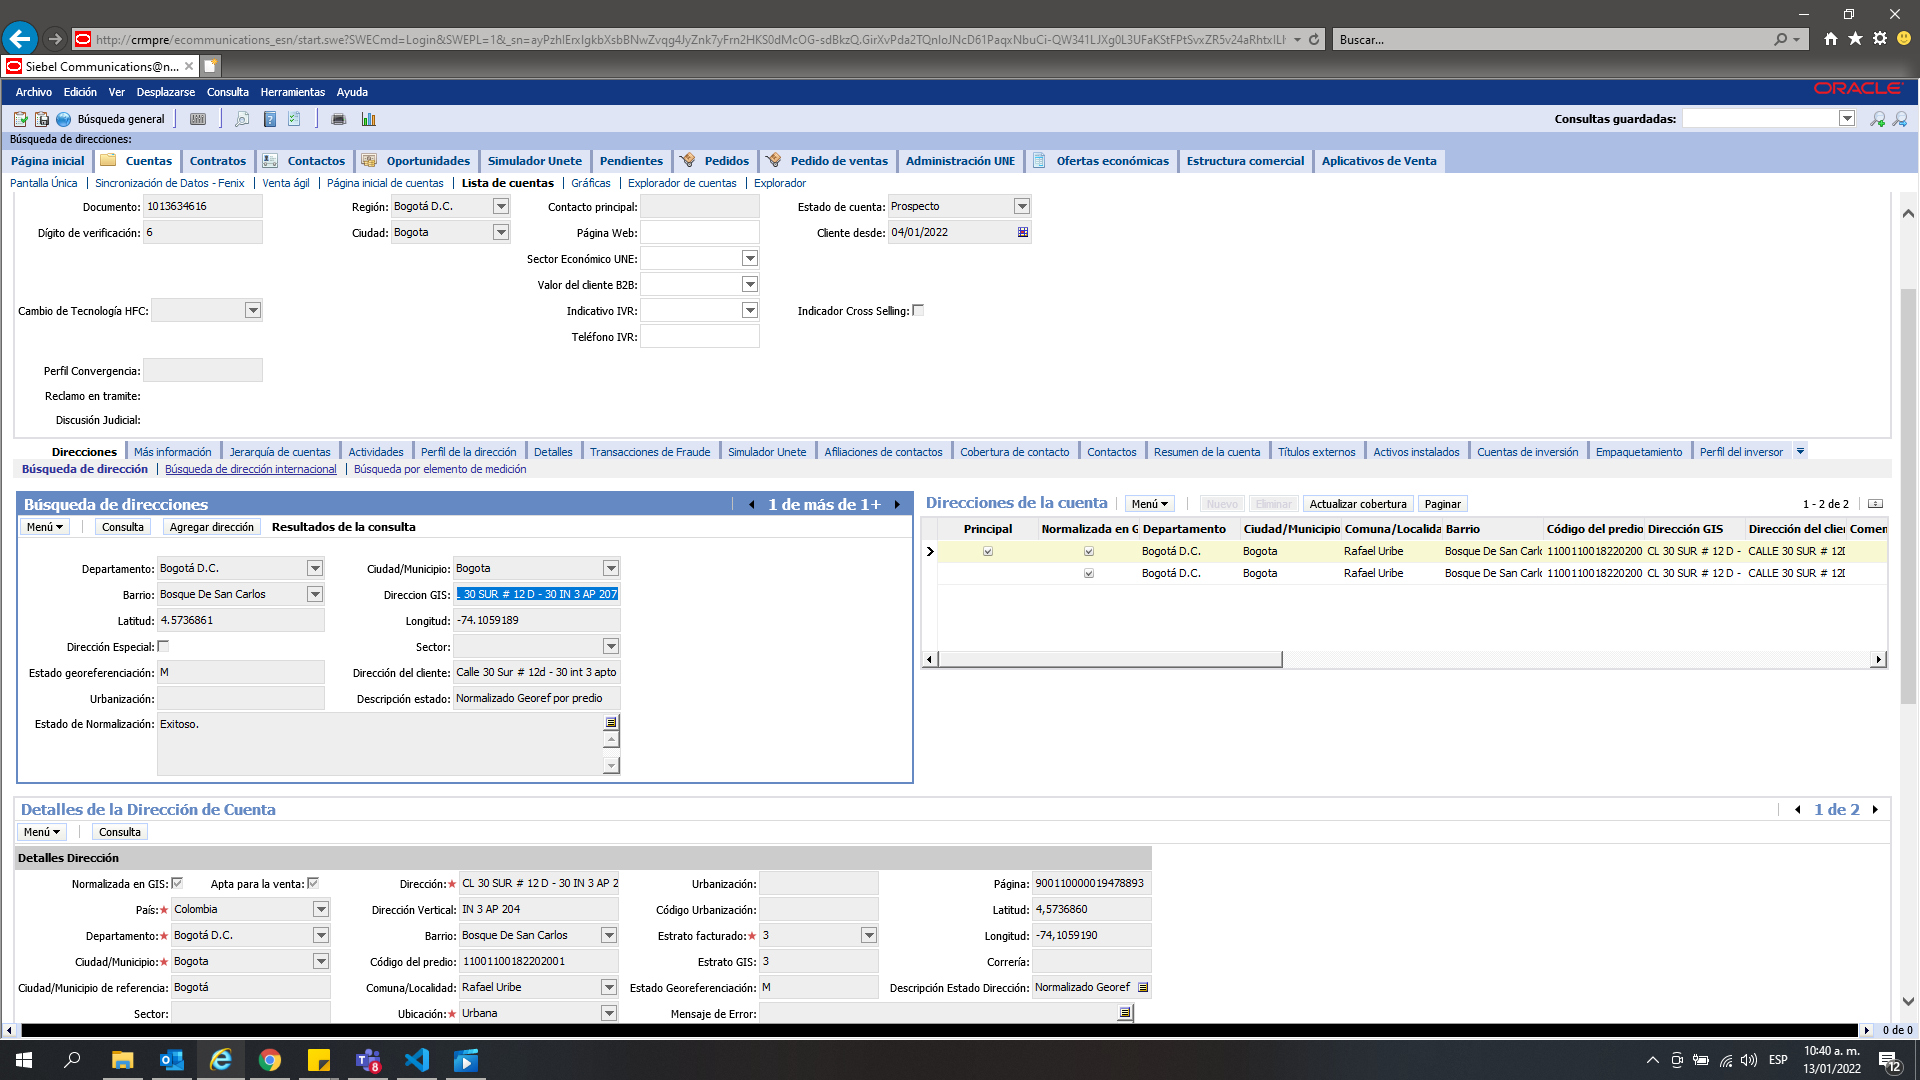 http://crmpre/ecommunications_esn/start.swe?SWECmd=Login&SWEPL=1&_sn=
Buscar...
Siebel Communications@n...
Archivo Edición Ver Desplazarse Consulta Herramientas Ayuda
ORACLE
Búsqueda general
Consultas guardadas:
Búsqueda de direcciones:
Página inicial Cuentas Contratos Contactos Oportunidades Simulador Unete Pendientes Pedidos Pedido de ventas Administración UNE Ofertas económicas Estructura comercial Aplicativos de Venta
Pantalla Única | Sincronización de Datos - Fenix | Venta ágil | Página inicial de cuentas | Lista de cuentas | Gráficas | Explorador de cuentas | Explorador
Documento: 1013634616 Región: Bogotá D.C. Contacto principal: Estado de cuenta: Prospecto
Dígito de verificación: 6 Ciudad: Bogota Página Web: Cliente desde: 04/01/2022
Sector Económico UNE:
Valor del cliente B2B:
Cambio de Tecnología HFC: Indicativo IVR: Indicador Cross Selling:
Teléfono IVR:
Perfil Convergencia:
Reclamo en tramite:
Discusión Judicial:
Direcciones Más información Jerarquía de cuentas Actividades Perfil de la dirección Detalles Transacciones de Fraude Simulador Unete Afiliaciones de contactos Cobertura de contacto Contactos Resumen de la cuenta Títulos externos Activos instalados Cuentas de inversión Empaquetamiento Perfil del inversor
Búsqueda de dirección | Búsqueda de dirección internacional | Búsqueda por elemento de medición
Búsqueda de direcciones 1 de más de 1+
Menú Consulta Agregar dirección Resultados de la consulta
Departamento: Bogotá D.C. Ciudad/Municipio: Bogota
Barrio: Bosque De San Carlos Direccion GIS: L 30 SUR # 12 D - 30 IN 3 AP 207
Latitud: 4.5736861 Longitud: -74.1059189
Dirección Especial: Sector:
Estado georeferenciación: M Dirección del cliente: Calle 30 Sur # 12d - 30 int 3 apto
Urbanización: Descripción estado: Normalizado Georef por predio
Estado de Normalización: Exitoso.
Direcciones de la cuenta Menú Nuevo Eliminar Actualizar cobertura Paginar 1 - 2 de 2
Principal Normalizada en G Departamento Ciudad/Municipio Comuna/Localida Barrio Código del predio Dirección GIS Dirección del clier Comen
Bogotá D.C. Bogota Rafael Uribe Bosque De San Carlo 1100110018220200 CL 30 SUR # 12 D - CALLE 30 SUR # 12D
Bogotá D.C. Bogota Rafael Uribe Bosque De San Carlo 1100110018220200 CL 30 SUR # 12 D - CALLE 30 SUR # 12D
Detalles de la Dirección de Cuenta 1 de 2
Menú Consulta
Detalles Dirección
Normalizada en GIS: Apta para la venta: Dirección:* CL 30 SUR # 12 D - 30 IN 3 AP 2 Urbanización: Página: 900110000019478893
País:* Colombia Dirección Vertical: IN 3 AP 204 Código Urbanización: Latitud: 4,5736860
Departamento:* Bogotá D.C. Barrio: Bosque De San Carlos Estrato facturado:* 3 Longitud: -74,1059190
Ciudad/Municipio:* Bogota Código del predio: 11001100182202001 Estrato GIS: 3 Correría:
Ciudad/Municipio de referencia: Bogotá Comuna/Localidad: Rafael Uribe Estado Georeferenciación: M Descripción Estado Dirección: Normalizado Georef
Sector: Ubicación:* Urbana Mensaje de Error:
0 de 0
8
ESP
10:40 a. m.
13/01/2022
12